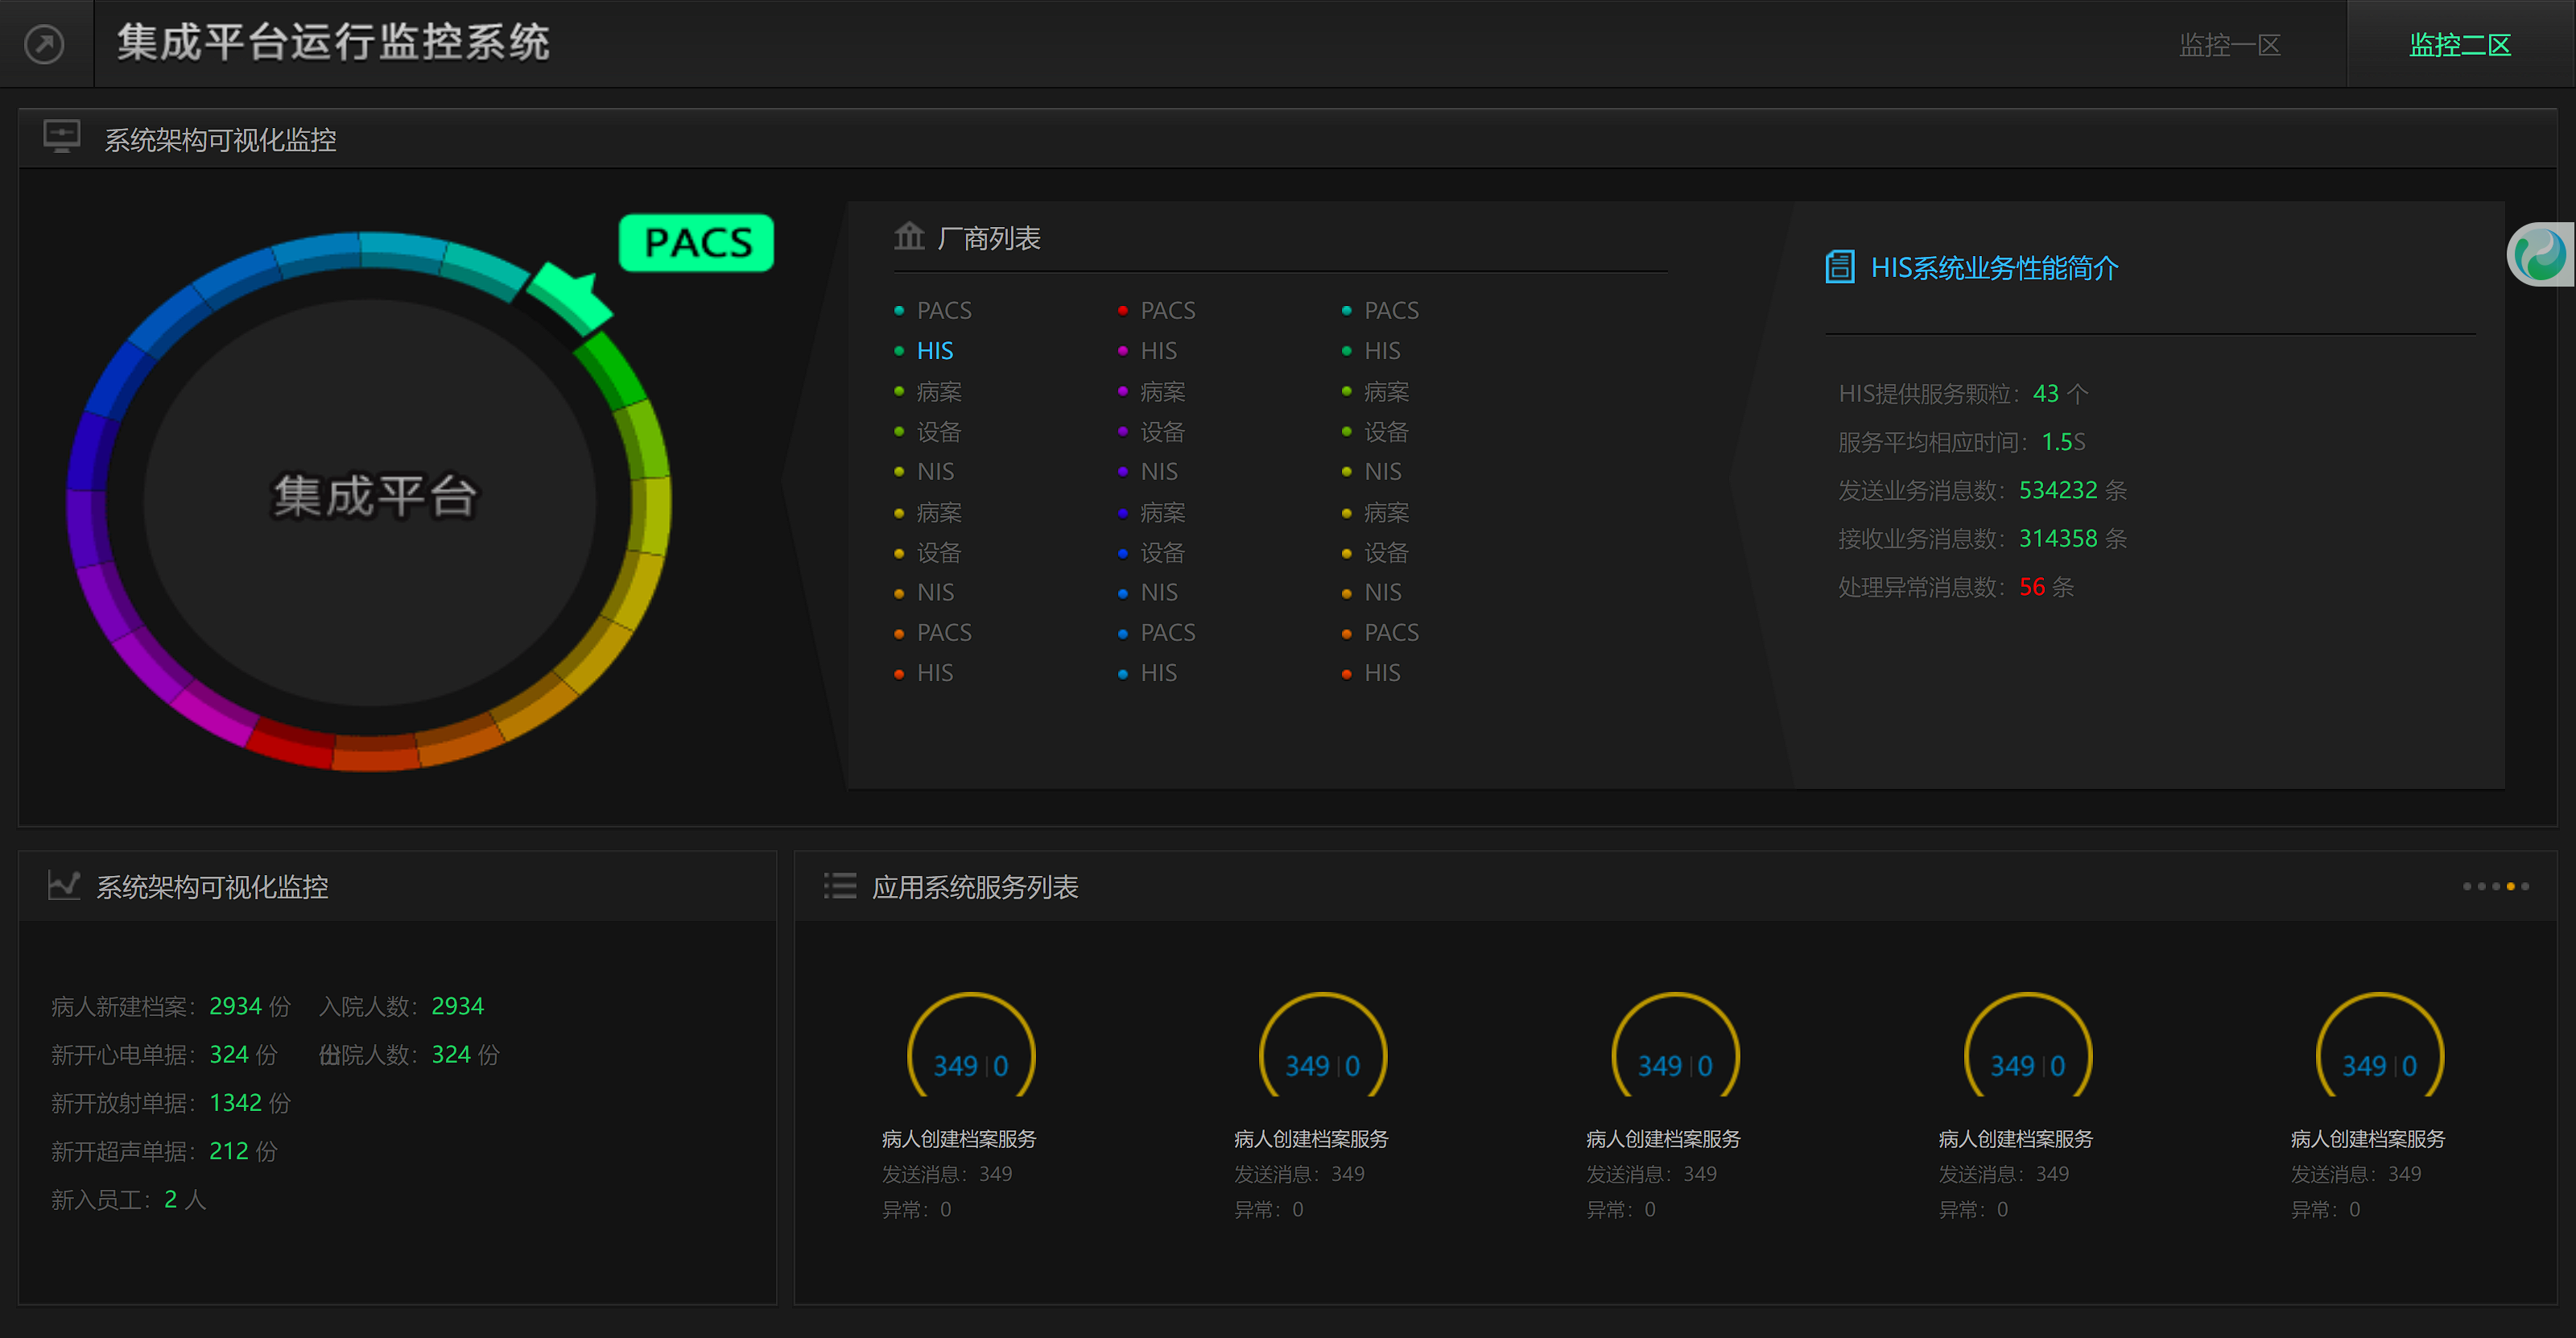 集成平台运行监控系统
监控一区
监控二区
系统架构可视化监控
PACS
集成平台
厂商列表
PACS PACS PACS
HIS HIS HIS
病案 病案 病案
设备 设备 设备
NIS NIS NIS
病案 病案 病案
设备 设备 设备
NIS NIS NIS
PACS PACS PACS
HIS HIS HIS
HIS系统业务性能简介
HIS提供服务颗粒：43 个
服务平均相应时间：1.5S
发送业务消息数：534232 条
接收业务消息数：314358 条
处理异常消息数：56 条
系统架构可视化监控
病人新建档案：2934 份 入院人数：2934
新开心电单据：324 份 院人数：324 份
新开放射单据：1342 份
新开超声单据：212 份
新入员工：2 人
应用系统服务列表
349|0 349|0 349|0 349|0 349|0
病人创建档案服务 病人创建档案服务 病人创建档案服务 病人创建档案服务 病人创建档案服务
发送消息：349 发送消息：349 发送消息：349 发送消息：349 发送消息：349
异常：0 异常：0 异常：0 异常：0 异常：0